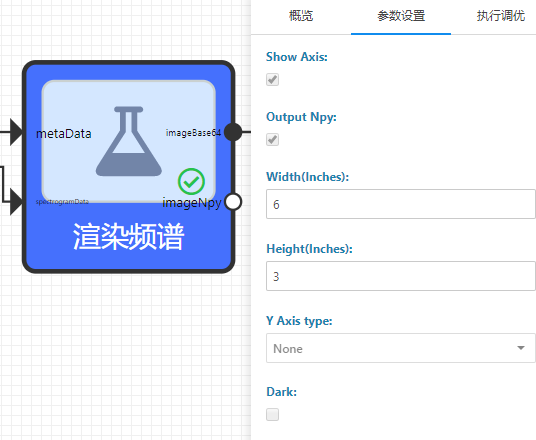 概览 参数设置 执行调优
Show Axis:
Output Npy:
Width(Inches):
6
Height(Inches):
3
Y Axis type:
None
Dark:
metaData imageBase64
spectrogramData imageNpy
渲染频谱